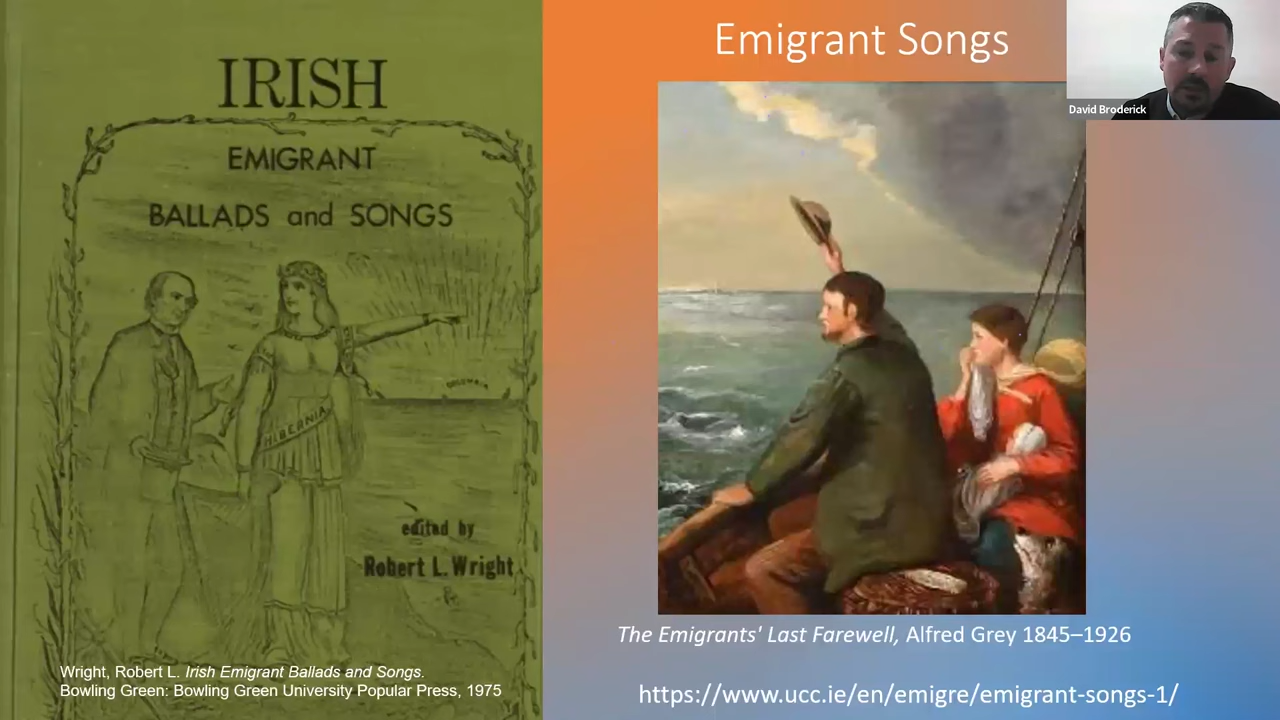 IRISH
EMIGRANT
BALLADS and SONGS
HIBERNIA
COLUMBIA
edited by
Robert L. Wright
Wright, Robert L. Irish Emigrant Ballads and Songs.
Bowling Green: Bowling Green University Popular Press, 1975
Emigrant Songs
David Broderick
The Emigrants' Last Farewell, Alfred Grey 1845–1926
https://www.ucc.ie/en/emigre/emigrant-songs-1/